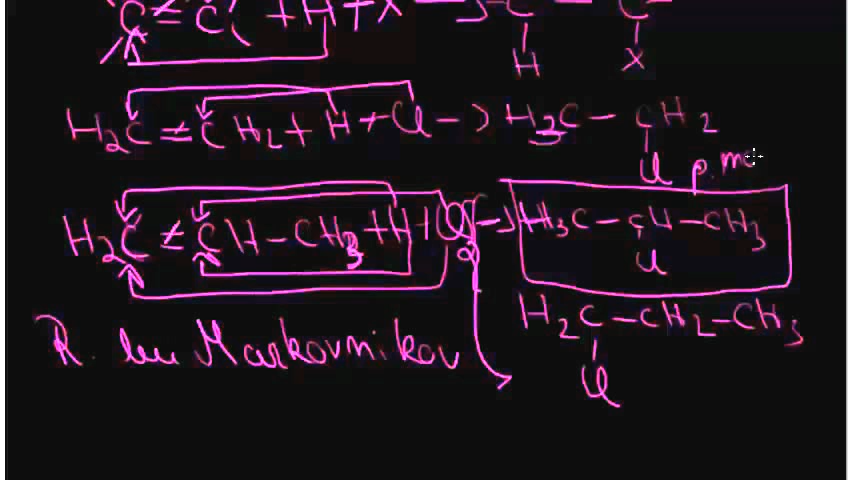 C = C + H + X → C – C
H X
H₂C = CH₂ + H + Cl → H₃C – CH₂
Cl p.m
H₂C = CH – CH₃ + H + Cl → H₃C – CH – CH₃
Cl
H₂C – CH₂ – CH₃
R. lui Markovnikov
Cl